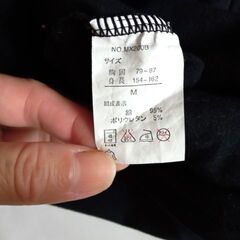 NO.MX200B
サイズ
胸囲 79～87
身長 154～162
M
組成表示
綿 95%
ポリウレタン 5%